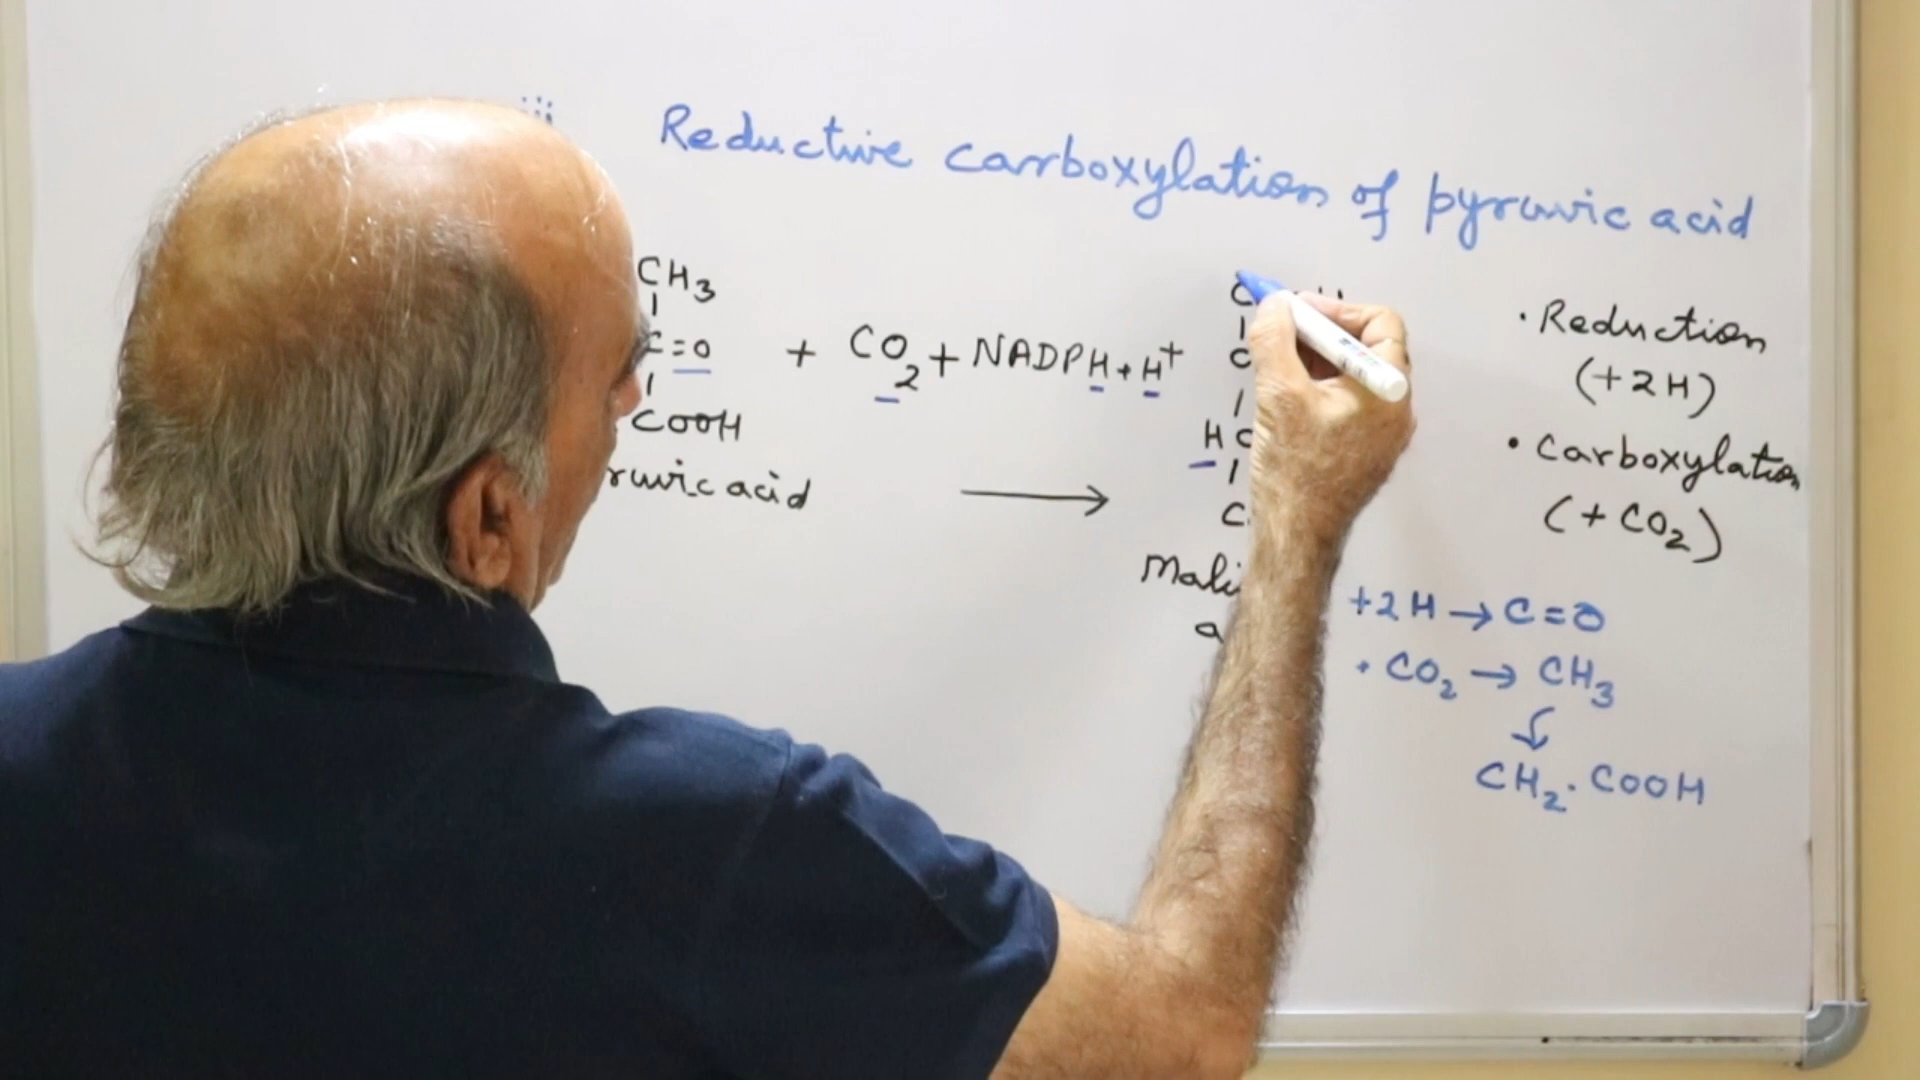 iii Reductive carboxylation of pyruvic acid
CH3
C=O + CO2 + NADPH + H+
COOH
ruvic acid →
H C
Mali
a
• Reduction
(+2H)
• Carboxylation
(+ CO2)
+2H → C=O
• CO2 → CH3
CH2. COOH